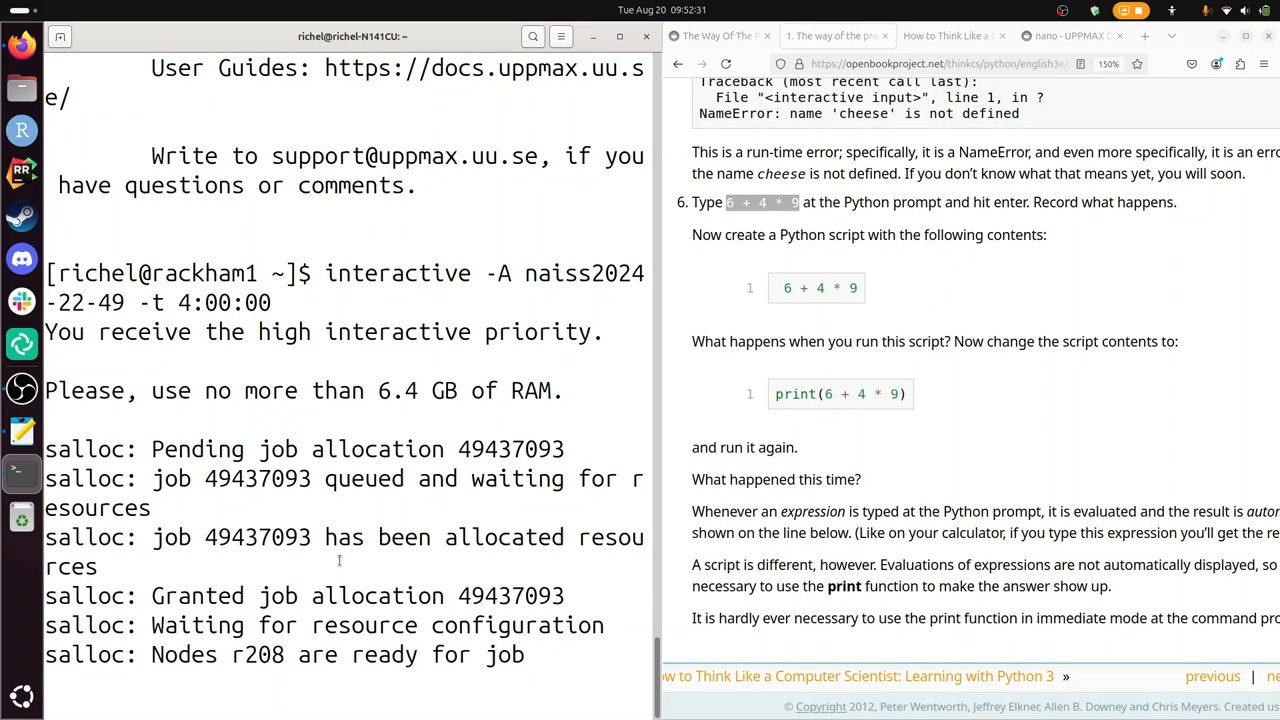 Tue Aug 20 09:52:31
richel@richel-N141CU: ~
User Guides: https://docs.uppmax.uu.s
e/
Write to support@uppmax.uu.se, if you
have questions or comments.
[richel@rackham1 ~]$ interactive -A naiss2024
-22-49 -t 4:00:00
You receive the high interactive priority.
Please, use no more than 6.4 GB of RAM.
salloc: Pending job allocation 49437093
salloc: job 49437093 queued and waiting for r
esources
salloc: job 49437093 has been allocated resou
rces
salloc: Granted job allocation 49437093
salloc: Waiting for resource configuration
salloc: Nodes r208 are ready for job
The Way Of The P
1. The way of the pro
How to Think Like a C
nano - UPPMAX D
https://openbookproject.net/thinkcs/python/english3e/
150%
Traceback (most recent call last):
File "<interactive input>", line 1, in ?
NameError: name 'cheese' is not defined
This is a run-time error; specifically, it is a NameError, and even more specifically, it is an erro
the name cheese is not defined. If you don't know what that means yet, you will soon.
6. Type 6 + 4 * 9 at the Python prompt and hit enter. Record what happens.
Now create a Python script with the following contents:
1 6 + 4 * 9
What happens when you run this script? Now change the script contents to:
1 print(6 + 4 * 9)
and run it again.
What happened this time?
Whenever an expression is typed at the Python prompt, it is evaluated and the result is autom
shown on the line below. (Like on your calculator, if you type this expression you'll get the re
A script is different, however. Evaluations of expressions are not automatically displayed, so
necessary to use the print function to make the answer show up.
It is hardly ever necessary to use the print function in immediate mode at the command pro
ow to Think Like a Computer Scientist: Learning with Python 3 »
previous | ne
© Copyright 2012, Peter Wentworth, Jeffrey Elkner, Allen B. Downey and Chris Meyers. Created us